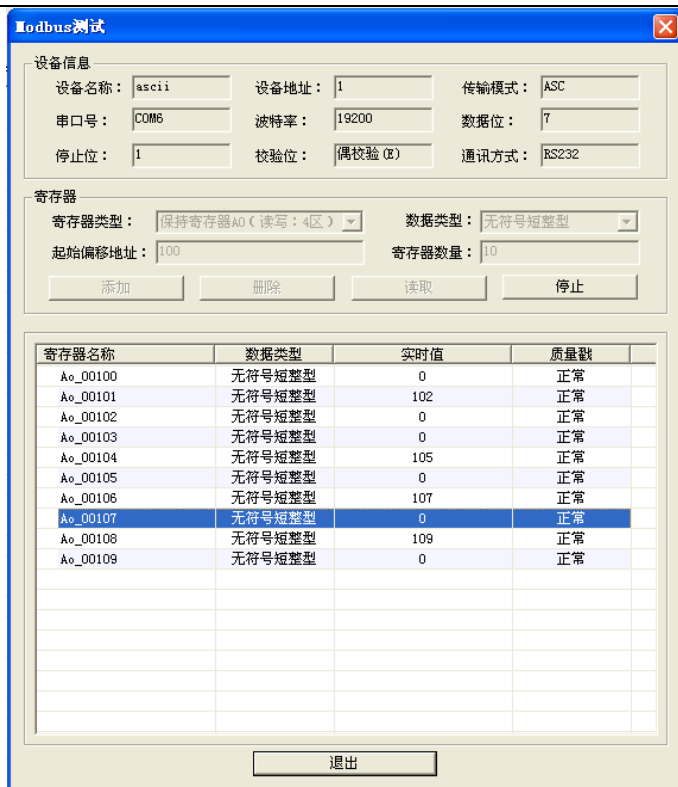 Modbus测试
设备信息
设备名称： ascii 设备地址： 1 传输模式： ASC
串口号： COM6 波特率： 19200 数据位： 7
停止位： 1 校验位： 偶校验(E) 通讯方式： RS232
寄存器
寄存器类型： 保持寄存器AO(读写：4区) 数据类型： 无符号短整型
起始偏移地址： 100 寄存器数量： 10
添加 删除 读取 停止
寄存器名称 数据类型 实时值 质量戳
Ao_00100 无符号短整型 0 正常
Ao_00101 无符号短整型 102 正常
Ao_00102 无符号短整型 0 正常
Ao_00103 无符号短整型 0 正常
Ao_00104 无符号短整型 105 正常
Ao_00105 无符号短整型 0 正常
Ao_00106 无符号短整型 107 正常
Ao_00107 无符号短整型 0 正常
Ao_00108 无符号短整型 109 正常
Ao_00109 无符号短整型 0 正常
退出